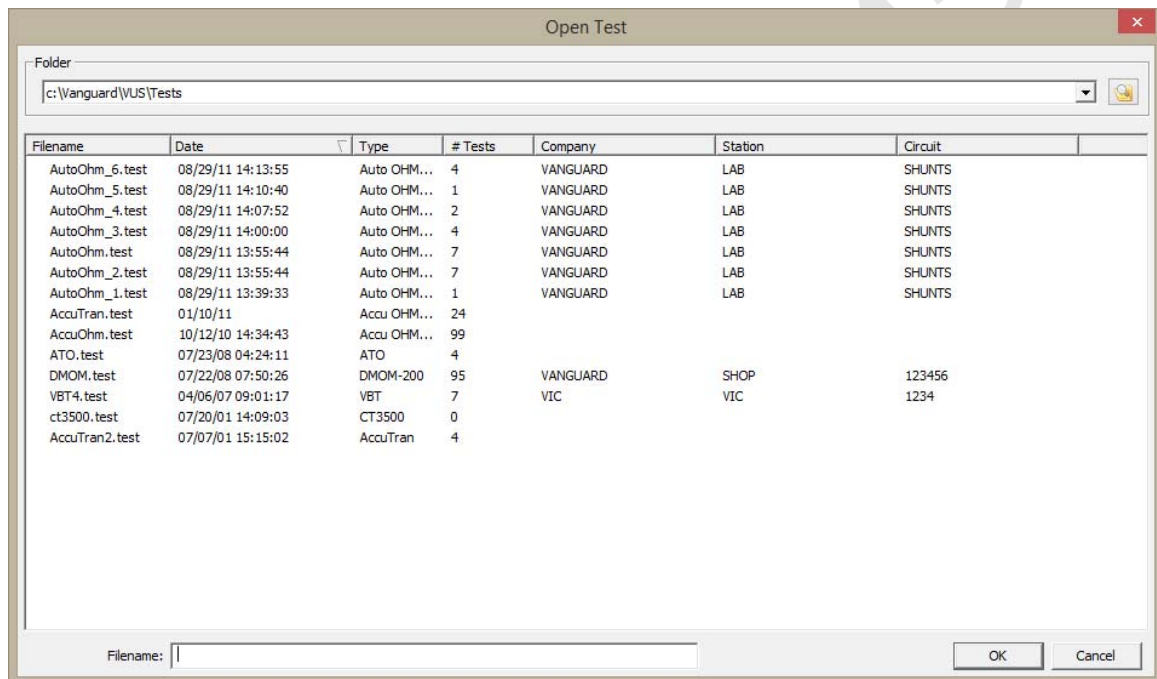 Open Test
Folder
c:\Vanguard\VUS\Tests
Filename Date Type # Tests Company Station Circuit
AutoOhm_6.test 08/29/11 14:13:55 Auto OHM... 4 VANGUARD LAB SHUNTS
AutoOhm_5.test 08/29/11 14:10:40 Auto OHM... 1 VANGUARD LAB SHUNTS
AutoOhm_4.test 08/29/11 14:07:52 Auto OHM... 2 VANGUARD LAB SHUNTS
AutoOhm_3.test 08/29/11 14:00:00 Auto OHM... 4 VANGUARD LAB SHUNTS
AutoOhm.test 08/29/11 13:55:44 Auto OHM... 7 VANGUARD LAB SHUNTS
AutoOhm_2.test 08/29/11 13:55:44 Auto OHM... 7 VANGUARD LAB SHUNTS
AutoOhm_1.test 08/29/11 13:39:33 Auto OHM... 1 VANGUARD LAB SHUNTS
AccuTran.test 01/10/11 Accu OHM... 24
AccuOhm.test 10/12/10 14:34:43 Accu OHM... 99
ATO.test 07/23/08 04:24:11 ATO 4
DMOM.test 07/22/08 07:50:26 DMOM-200 95 VANGUARD SHOP 123456
VBT4.test 04/06/07 09:01:17 VBT 7 VIC VIC 1234
ct3500.test 07/20/01 14:09:03 CT3500 0
AccuTran2.test 07/07/01 15:15:02 AccuTran 4
Filename:
OK Cancel